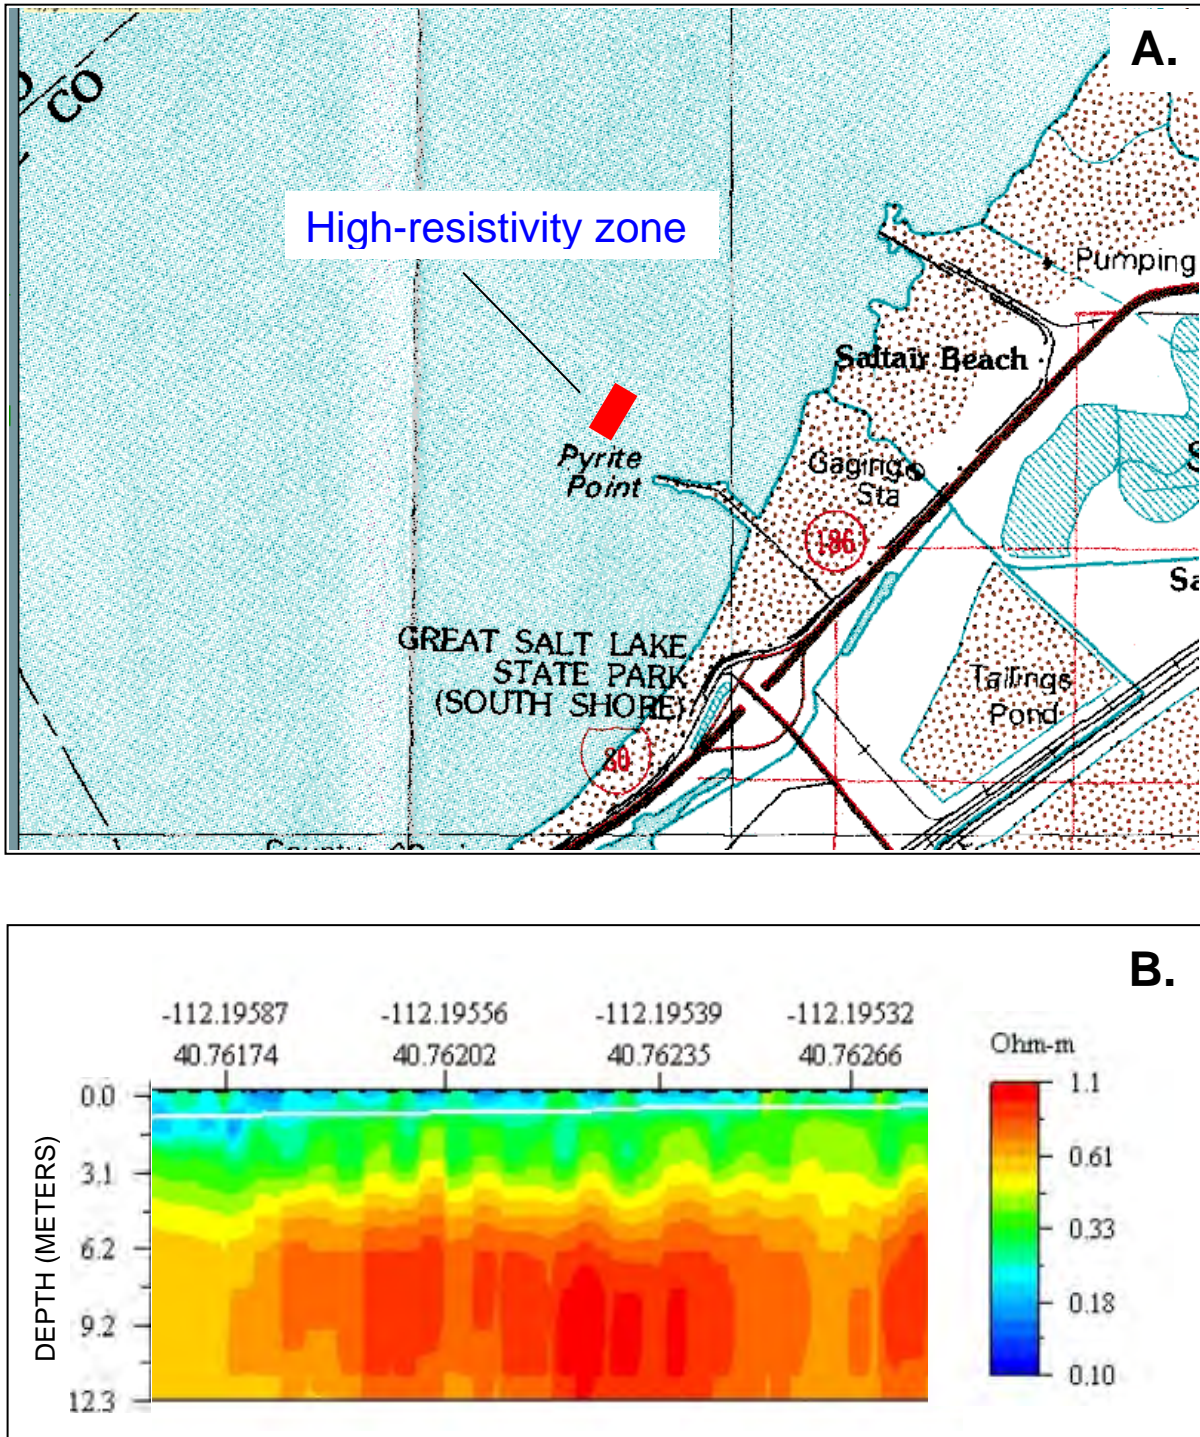 A.
CO
High-resistivity zone
Pumping
Saltair Beach
Pyrite
Point
Gaging
Sta
186
S
Sa
GREAT SALT LAKE
STATE PARK
(SOUTH SHORE)
Tailings
Pond
80
B.
-112.19587 -112.19556 -112.19539 -112.19532
40.76174 40.76202 40.76235 40.76266
Ohm-m
DEPTH (METERS)
0.0
3.1
6.2
9.2
12.3
1.1
0.61
0.33
0.18
0.10